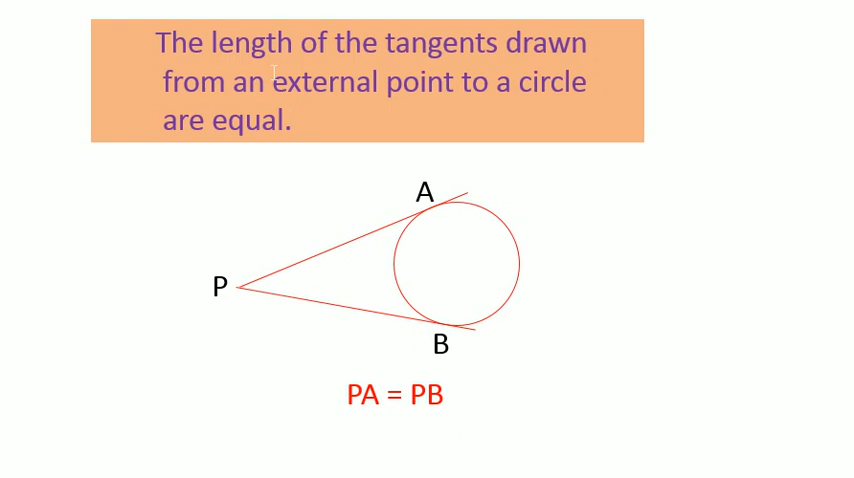 The length of the tangents drawn
from an external point to a circle
are equal.
A
P
B
PA = PB